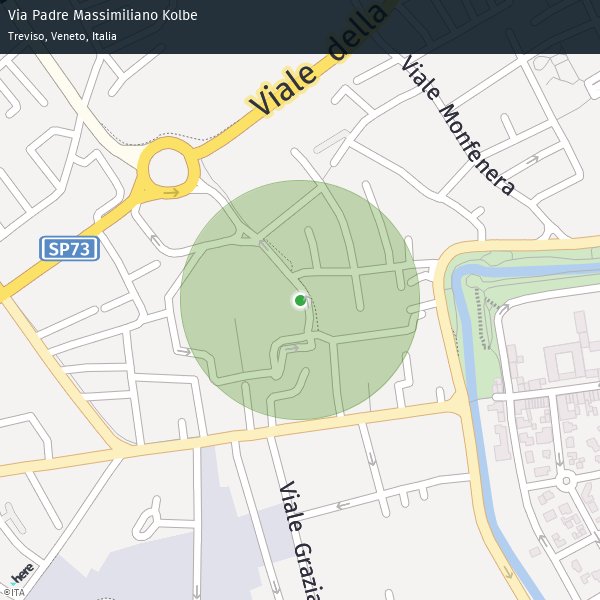 Via Padre Massimiliano Kolbe
Treviso, Veneto, Italia
Viale della
Viale Monfenera
SP73
Viale Grazia
here
©ITA